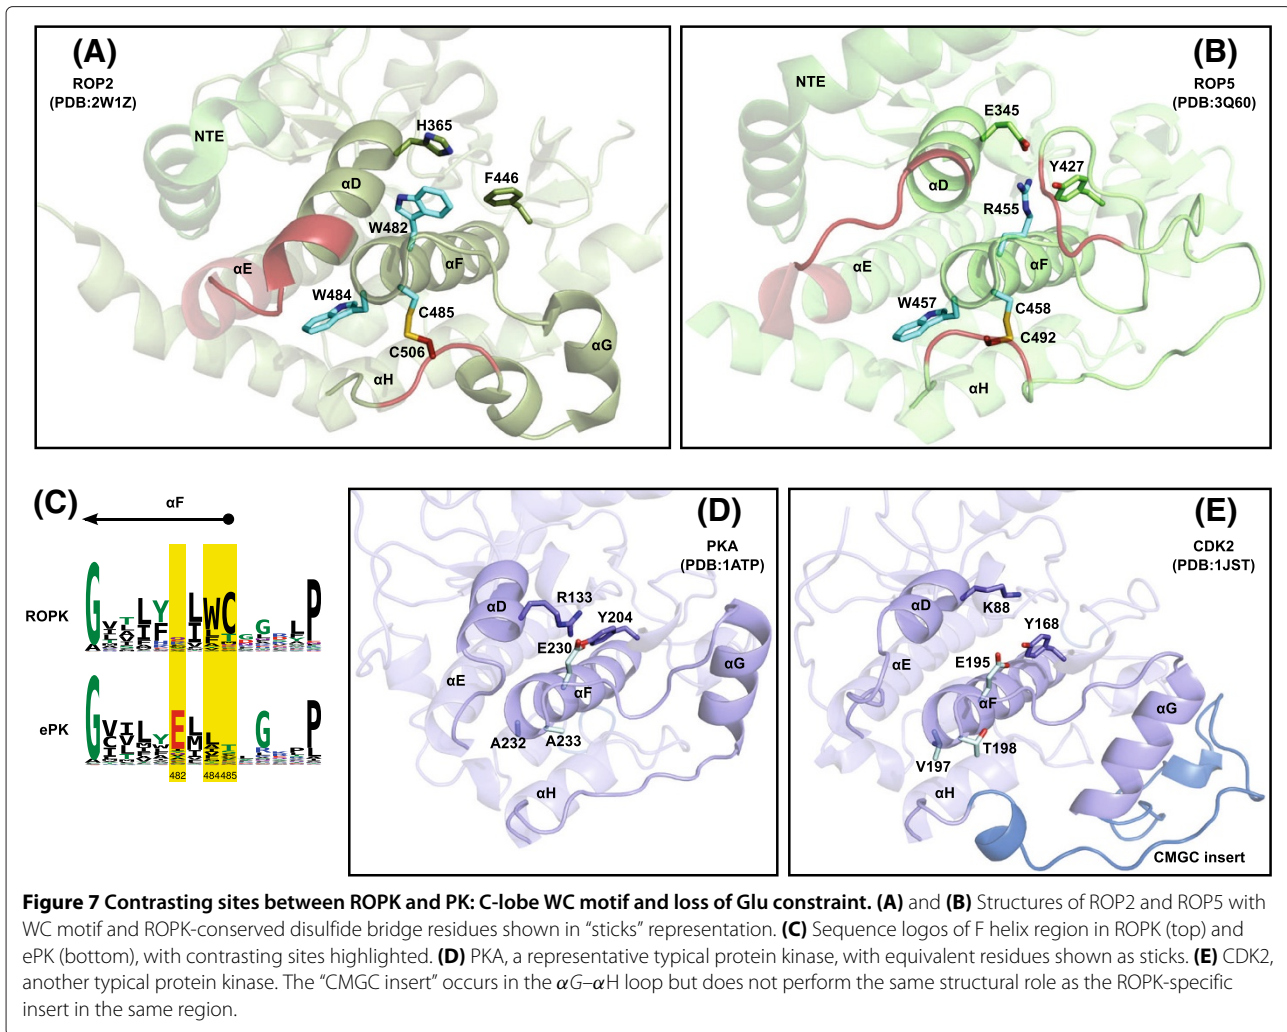 (A)
ROP2
(PDB:2W1Z)
NTE
H365
αD
F446
W482
αE
αF
W484
C485
C506
αG
αH
(B)
ROP5
(PDB:3Q60)
NTE
E345
Y427
αD
R455
αE
αF
W457
C458
C492
αH
(C)
αF
ROPK
ePK
482 484 485
(D)
PKA
(PDB:1ATP)
αD
R133
Y204
E230
αE
αF
αG
A232
A233
αH
(E)
CDK2
(PDB:1JST)
αD
K88
Y168
αE
E195
αF
αG
T198
V197
αH
CMGC insert
Figure 7 Contrasting sites between ROPK and PK: C-lobe WC motif and loss of Glu constraint. (A) and (B) Structures of ROP2 and ROP5 with
WC motif and ROPK-conserved disulfide bridge residues shown in “sticks” representation. (C) Sequence logos of F helix region in ROPK (top) and
ePK (bottom), with contrasting sites highlighted. (D) PKA, a representative typical protein kinase, with equivalent residues shown as sticks. (E) CDK2,
another typical protein kinase. The “CMGC insert” occurs in the αG–αH loop but does not perform the same structural role as the ROPK-specific
insert in the same region.